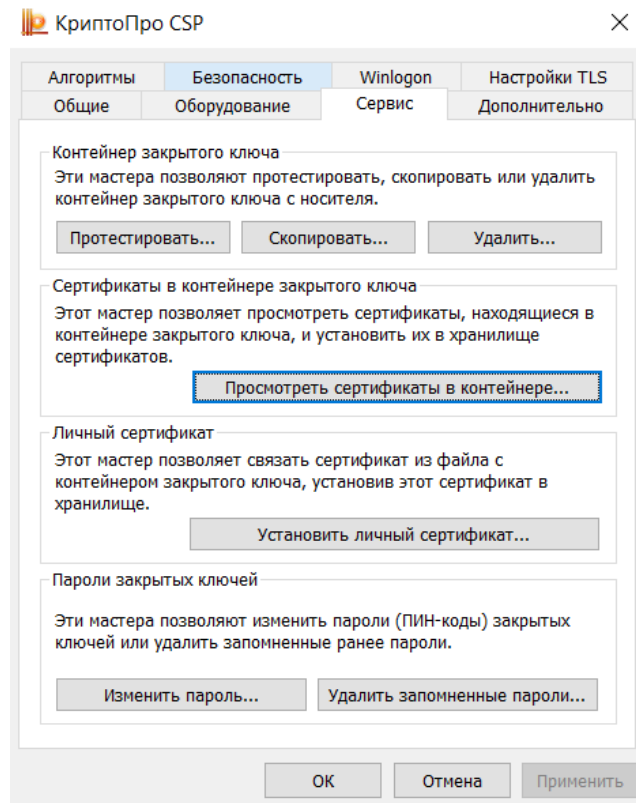 КриптоПро CSP
Алгоритмы Безопасность Winlogon Настройки TLS
Общие Оборудование Сервис Дополнительно
Контейнер закрытого ключа
Эти мастера позволяют протестировать, скопировать или удалить
контейнер закрытого ключа с носителя.
Протестировать... Скопировать... Удалить...
Сертификаты в контейнере закрытого ключа
Этот мастер позволяет просмотреть сертификаты, находящиеся в
контейнере закрытого ключа, и установить их в хранилище
сертификатов.
Просмотреть сертификаты в контейнере...
Личный сертификат
Этот мастер позволяет связать сертификат из файла с
контейнером закрытого ключа, установив этот сертификат в
хранилище.
Установить личный сертификат...
Пароли закрытых ключей
Эти мастера позволяют изменить пароли (ПИН-коды) закрытых
ключей или удалить запомненные ранее пароли.
Изменить пароль... Удалить запомненные пароли...
ОК Отмена Применить